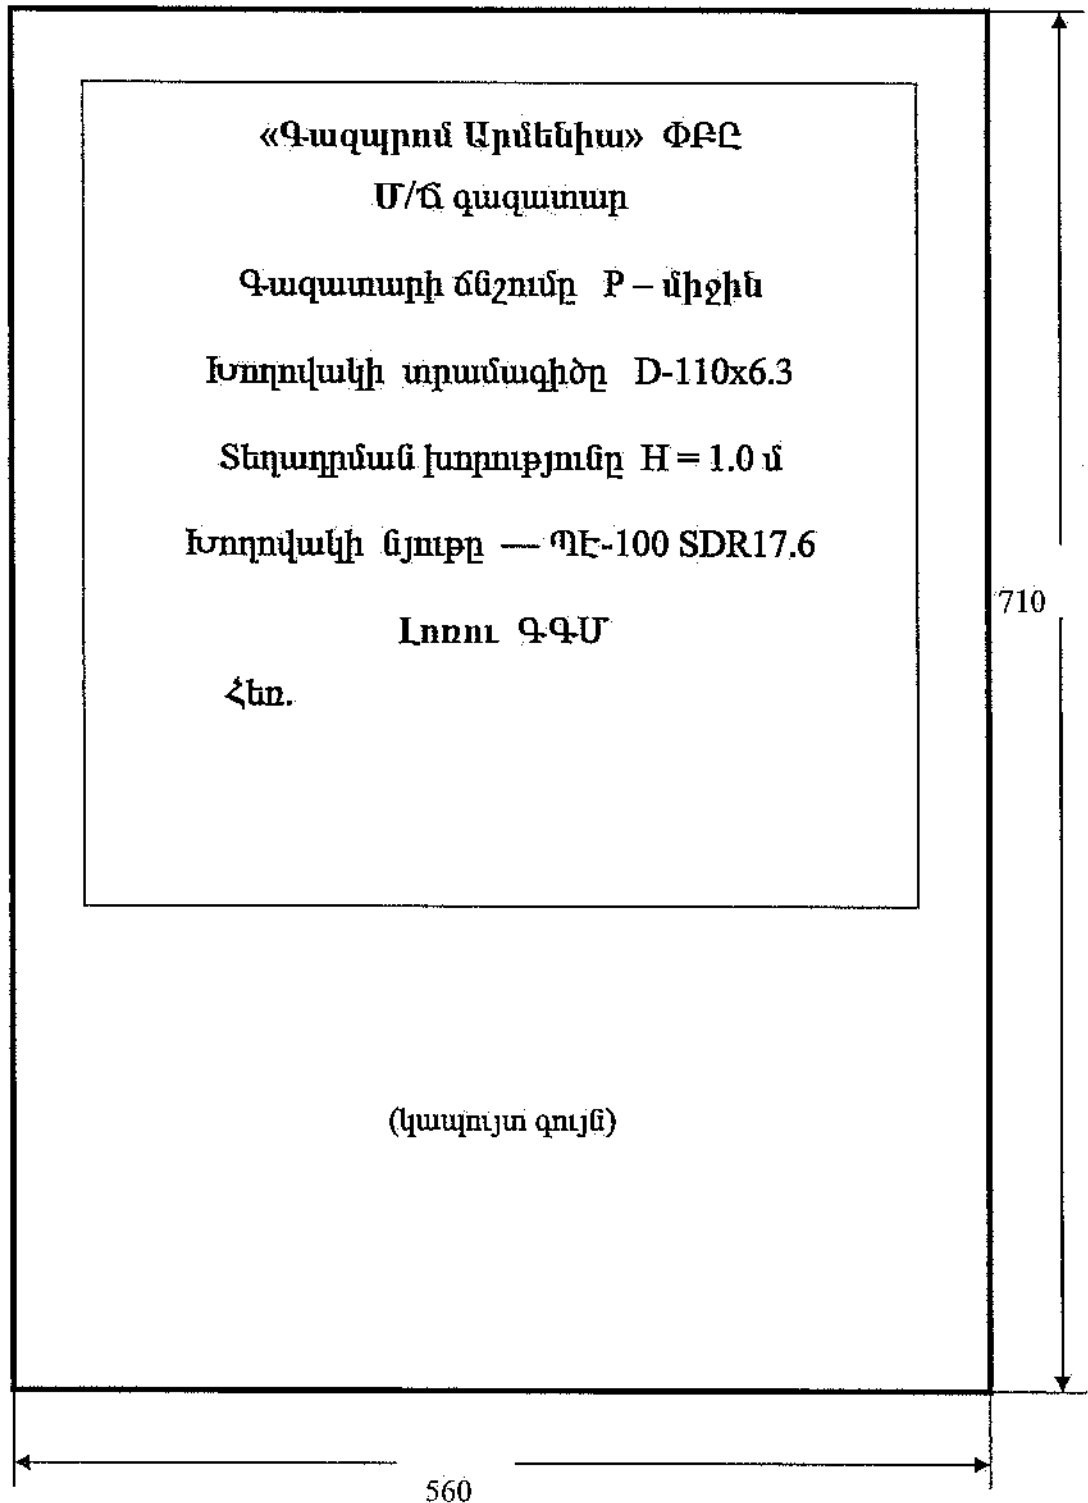 «Գազպրոմ Արմենիա» ՓԲԸ
Մ/Ճ գազատար
Գազատարի ճնշումը P – միջին
Խողովակի տրամագիծը D-110x6.3
Տեղադրման խորությունը H = 1.0 մ
Խողովակի նյութը — ՊԷ-100 SDR17.6
710
Լոռու ԳԳՄ
Հեռ.
(կապույտ գույն)
560